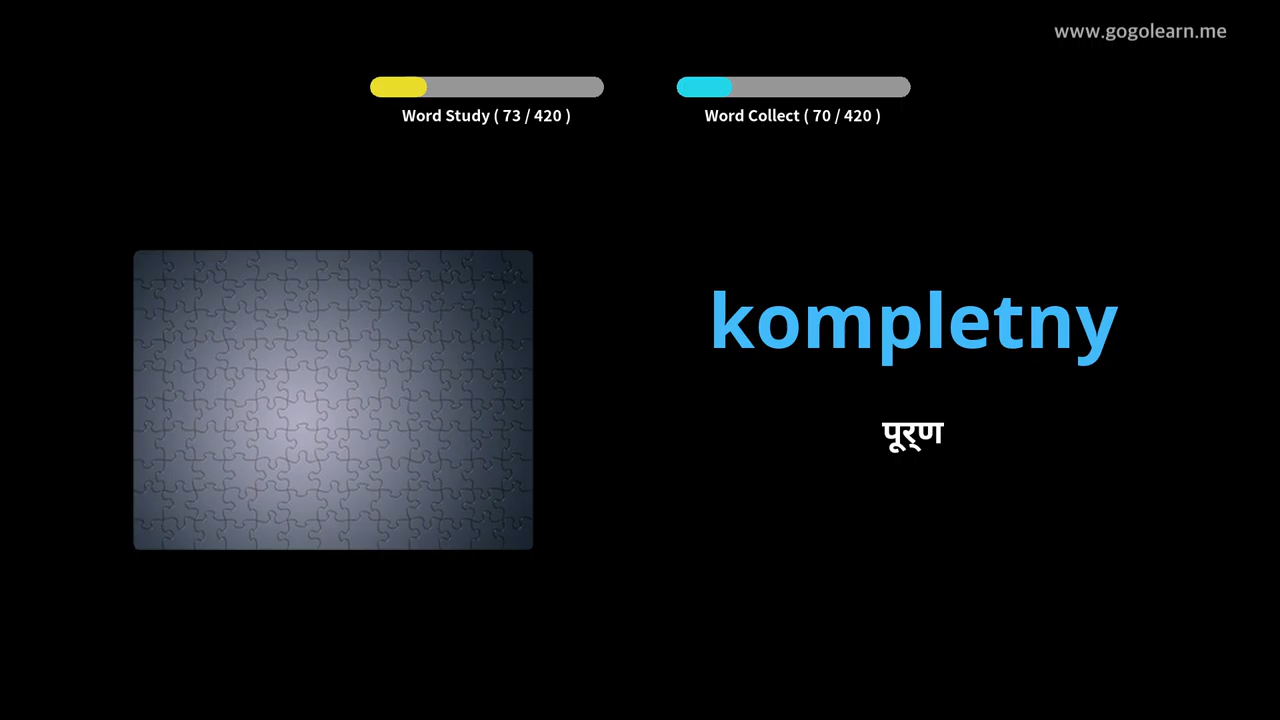 www.gogolearn.me
Word Study ( 73 / 420 )
Word Collect ( 70 / 420 )
kompletny
पूर्ण